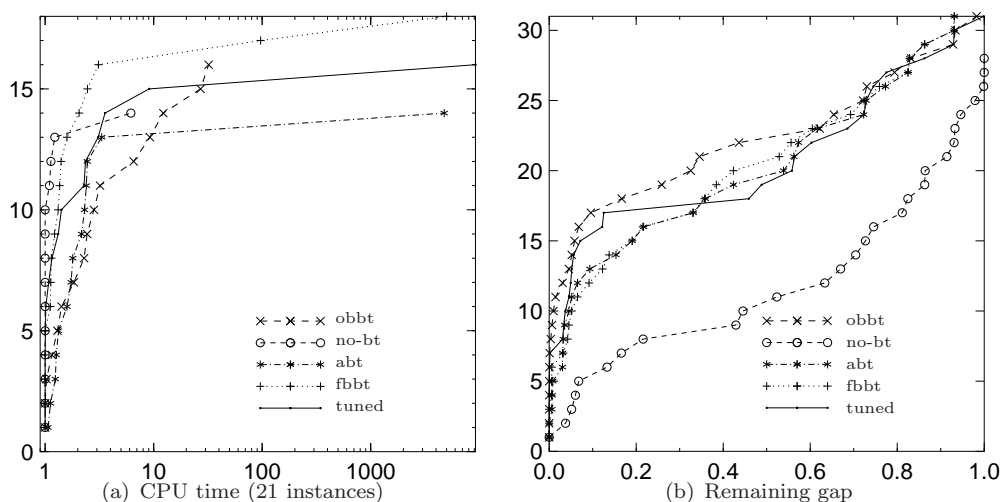 15
10
5
0
obbt
no-bt
abt
fbbt
tuned
1
10
100
1000
(a) CPU time (21 instances)
30
25
20
15
10
5
0
obbt
no-bt
abt
fbbt
tuned
0.0
0.2
0.4
0.6
0.8
1.0
(b) Remaining gap